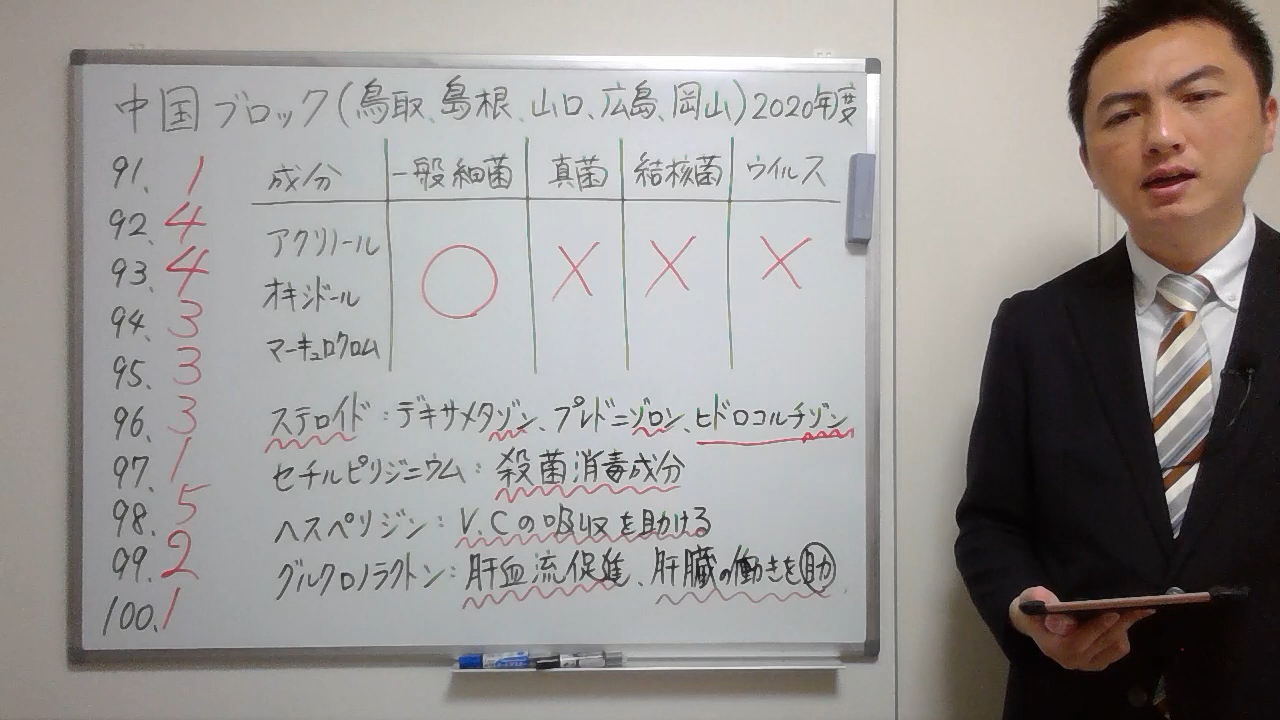 中国ブロック(鳥取、島根、山口、広島、岡山)2020年度
91. 1
92. 4
93. 4
94. 3
95. 3
96. 3
97. 1
98. 5
99. 2
100. 1
成分 一般細菌 真菌 結核菌 ウイルス
アクリノール
オキシドール ○ × × ×
マーキュロクロム
ステロイド:デキサメタゾン、プレドニゾロン、ヒドロコルチゾン
セチルピリジニウム:殺菌消毒成分
ヘスペリジン:V.Cの吸収を助ける
グルクロノラクトン:肝血流促進、肝臓の働きを助